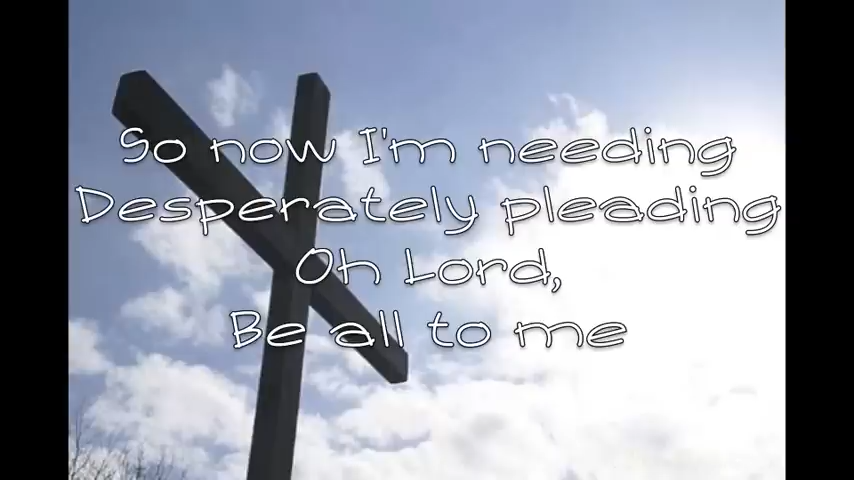 So now I'm needing
Desperately pleading
Oh Lord,
Be all to me